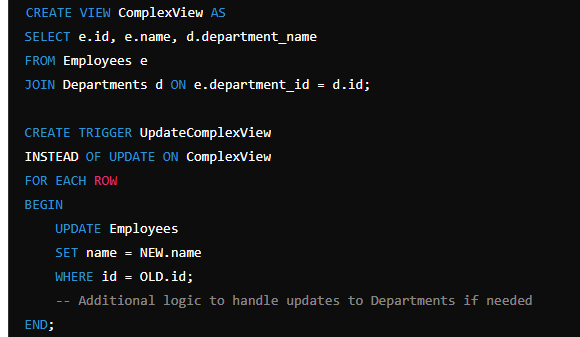 CREATE VIEW ComplexView AS
SELECT e.id, e.name, d.department_name
FROM Employees e
JOIN Departments d ON e.department_id = d.id;
CREATE TRIGGER UpdateComplexView
INSTEAD OF UPDATE ON ComplexView
FOR EACH ROW
BEGIN
    UPDATE Employees
    SET name = NEW.name
    WHERE id = OLD.id;
    -- Additional logic to handle updates to Departments if needed
END;